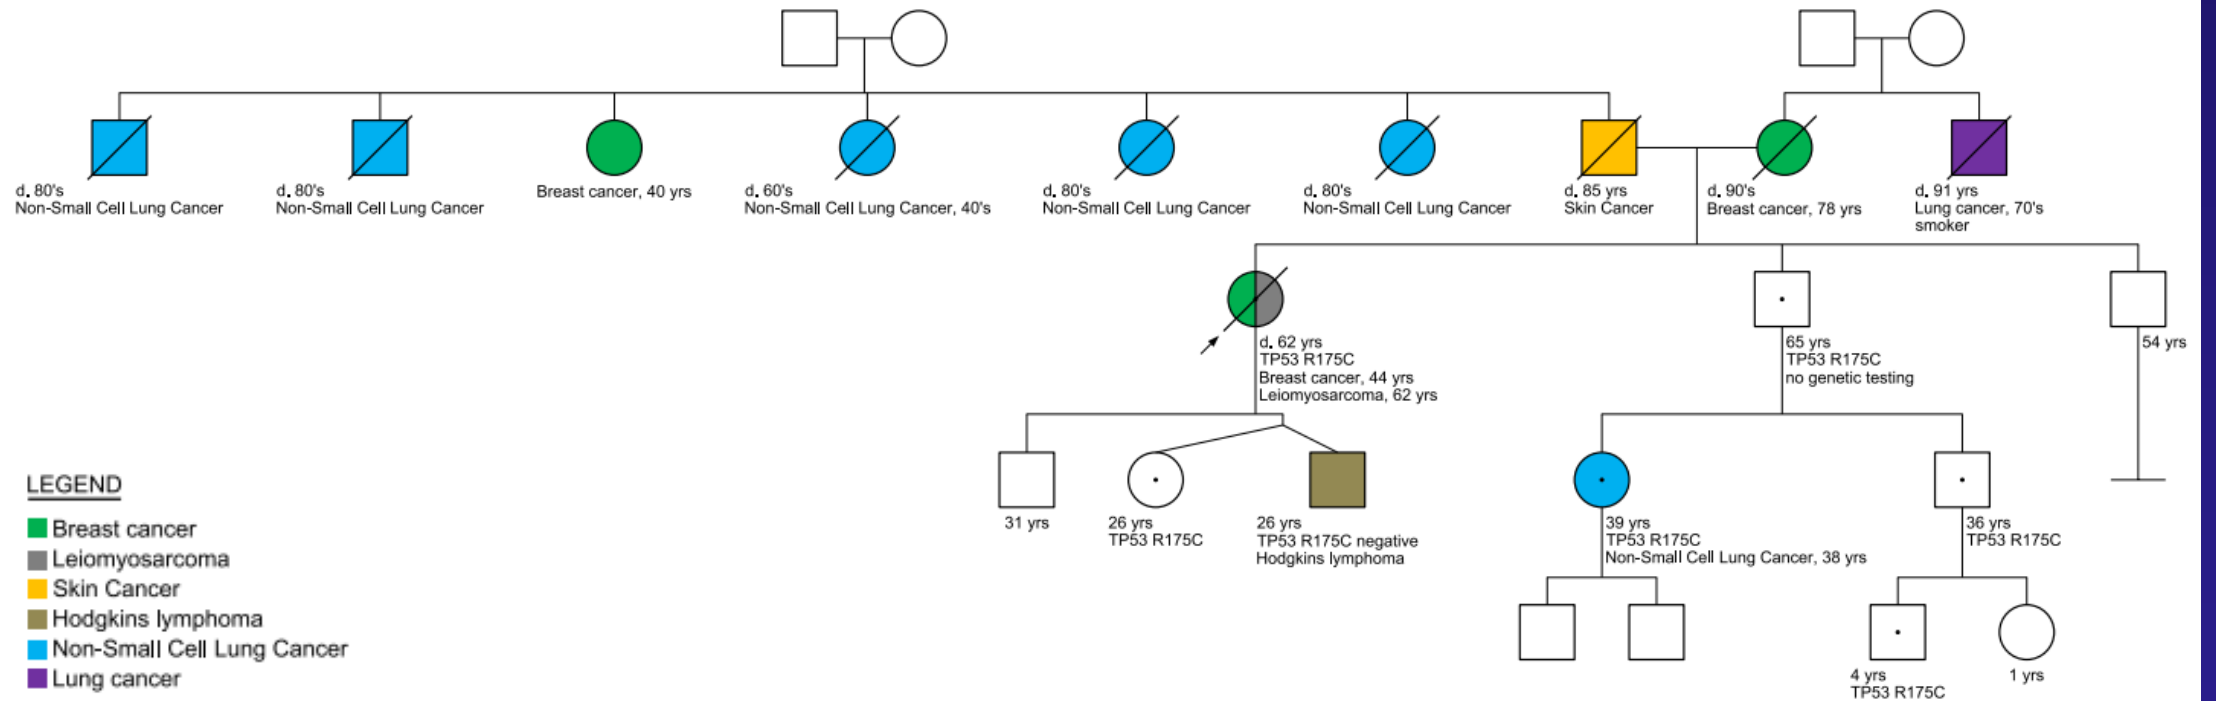 d. 80's
Non-Small Cell Lung Cancer
d. 80's
Non-Small Cell Lung Cancer
Breast cancer, 40 yrs
d. 60's
Non-Small Cell Lung Cancer, 40's
d. 80's
Non-Small Cell Lung Cancer
d. 80's
Non-Small Cell Lung Cancer
d. 85 yrs
Skin Cancer
d. 90's
Breast cancer, 78 yrs
d. 91 yrs
Lung cancer, 70's
smoker
d. 62 yrs
TP53 R175C
Breast cancer, 44 yrs
Leiomyosarcoma, 62 yrs
65 yrs
TP53 R175C
no genetic testing
54 yrs
31 yrs
26 yrs
TP53 R175C
26 yrs
TP53 R175C negative
Hodgkins lymphoma
39 yrs
TP53 R175C
Non-Small Cell Lung Cancer, 38 yrs
36 yrs
TP53 R175C
4 yrs
TP53 R175C
1 yrs
LEGEND
Breast cancer
Leiomyosarcoma
Skin Cancer
Hodgkins lymphoma
Non-Small Cell Lung Cancer
Lung cancer